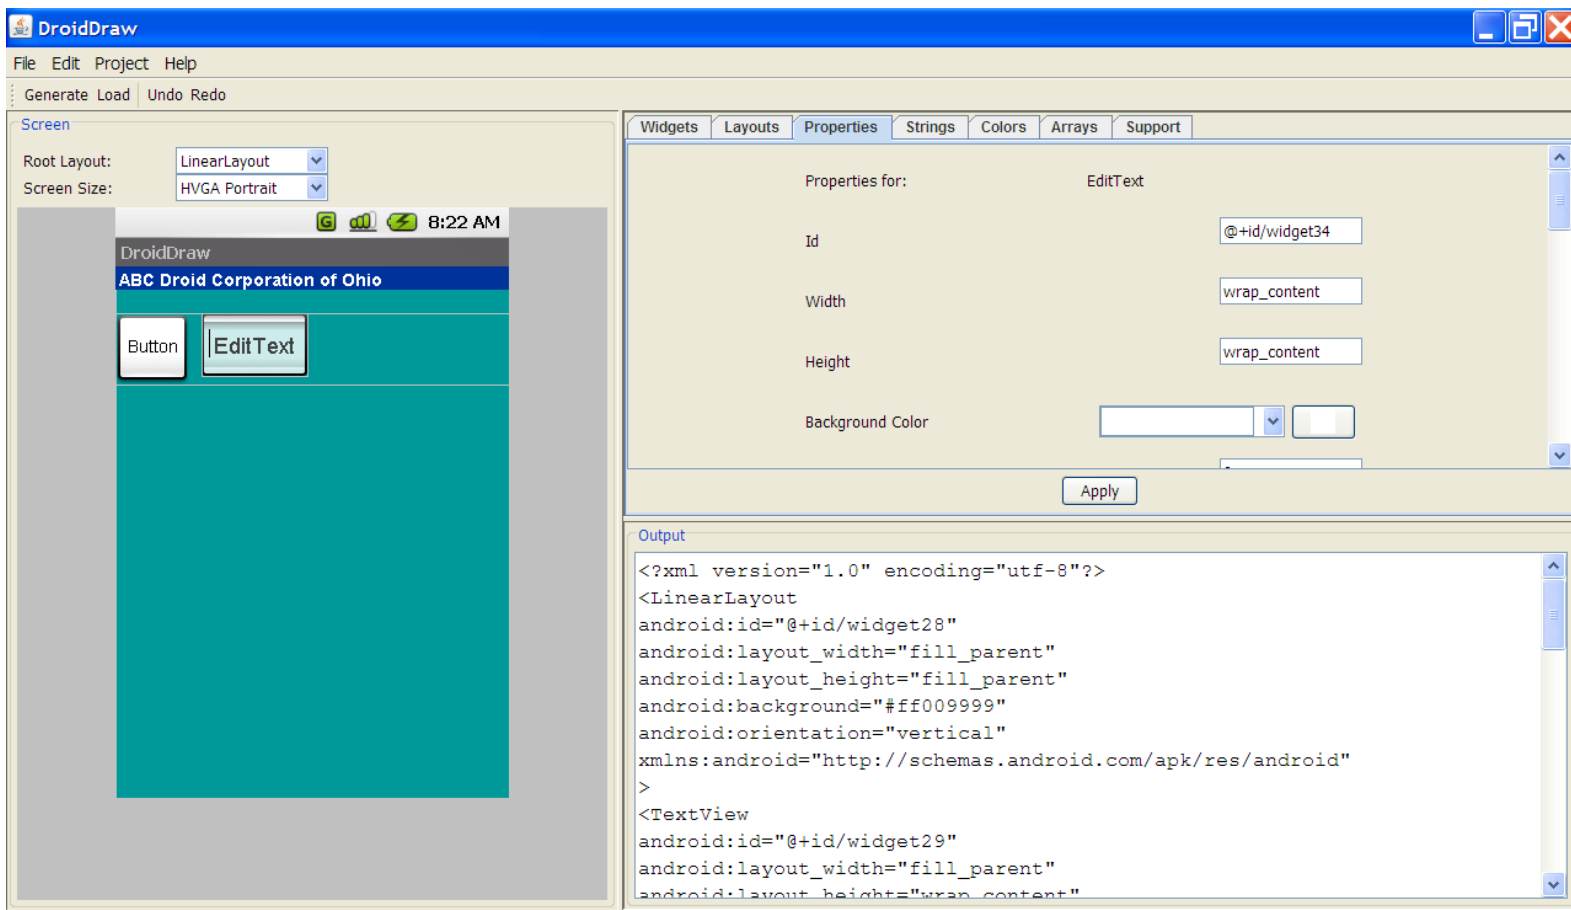 DroidDraw
File Edit Project Help
Generate Load Undo Redo
Screen
Root Layout: LinearLayout
Screen Size: HVGA Portrait
G 8:22 AM
DroidDraw
ABC Droid Corporation of Ohio
Button EditText
Widgets Layouts Properties Strings Colors Arrays Support
Properties for: EditText
Id @+id/widget34
Width wrap_content
Height wrap_content
Background Color
Apply
Output
<?xml version="1.0" encoding="utf-8"?>
<LinearLayout
android:id="@+id/widget28"
android:layout_width="fill_parent"
android:layout_height="fill_parent"
android:background="#ff009999"
android:orientation="vertical"
xmlns:android="http://schemas.android.com/apk/res/android"
>
<TextView
android:id="@+id/widget29"
android:layout_width="fill_parent"
android:layout_height="wrap_content"